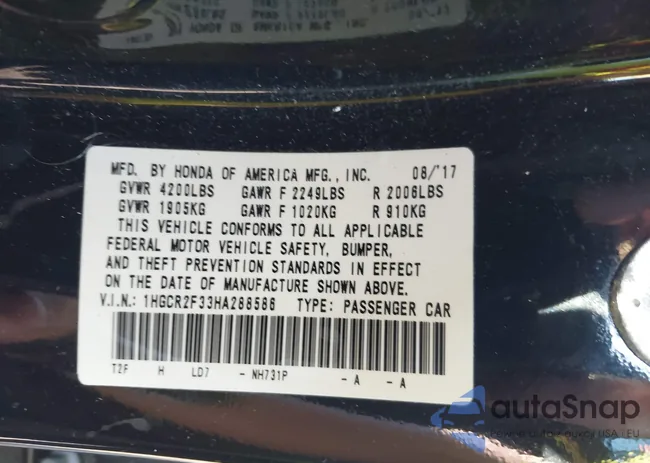 MFD. BY HONDA OF AMERICA MFG., INC. 08/'17
GVWR 4200LBS GAWR F 2249LBS R 2006LBS
GVWR 1905KG GAWR F 1020KG R 910KG
THIS VEHICLE CONFORMS TO ALL APPLICABLE
FEDERAL MOTOR VEHICLE SAFETY, BUMPER,
AND THEFT PREVENTION STANDARDS IN EFFECT
ON THE DATE OF MANUFACTURE SHOWN ABOVE.
V.I.N.: 1HGCR2F33HA288586 TYPE: PASSENGER CAR
T2F H LD7 - NH731P - A - A
autoSnap